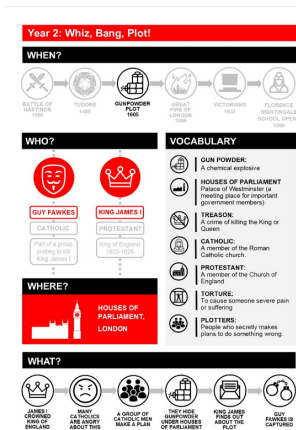 Year 2: Whiz, Bang, Plot!
WHEN?
BATTLE OF
HASTINGS
1066
TUDORS
1485
GUNPOWDER
PLOT
1605
GREAT
FIRE OF
LONDON
1666
VICTORIANS
1837
FLORENCE
NIGHTINGALE
SCHOOL OPEN
WHO?
GUY FAWKES
CATHOLIC
Part of a group
plotting to kill
King James I
KING JAMES I
PROTESTANT
King of England
1603-1625
WHERE?
HOUSES OF
PARLIAMENT,
LONDON
VOCABULARY
GUN POWDER:
A chemical explosive
HOUSES OF PARLIAMENT
Palace of Westminster (a
meeting place for important
government members)
TREASON:
A crime of killing the King or
Queen
CATHOLIC:
A member of the Roman
Catholic church.
PROTESTANT:
A member of the Church of
England
TORTURE:
To cause someone severe pain
or suffering
PLOTTERS:
People who secretly makes
plans to do something wrong.
WHAT?
JAMES I
CROWNED
KING OF
ENGLAND
MANY
CATHOLICS
ARE ANGRY
ABOUT THIS
A GROUP OF
CATHOLIC MEN
MAKE A PLAN
THEY HIDE
GUNPOWDER
UNDER HOUSES
OF PARLIAMENT
KING JAMES
FINDS OUT
ABOUT THE
PLOT
GUY
FAWKES IS
CAPTURED